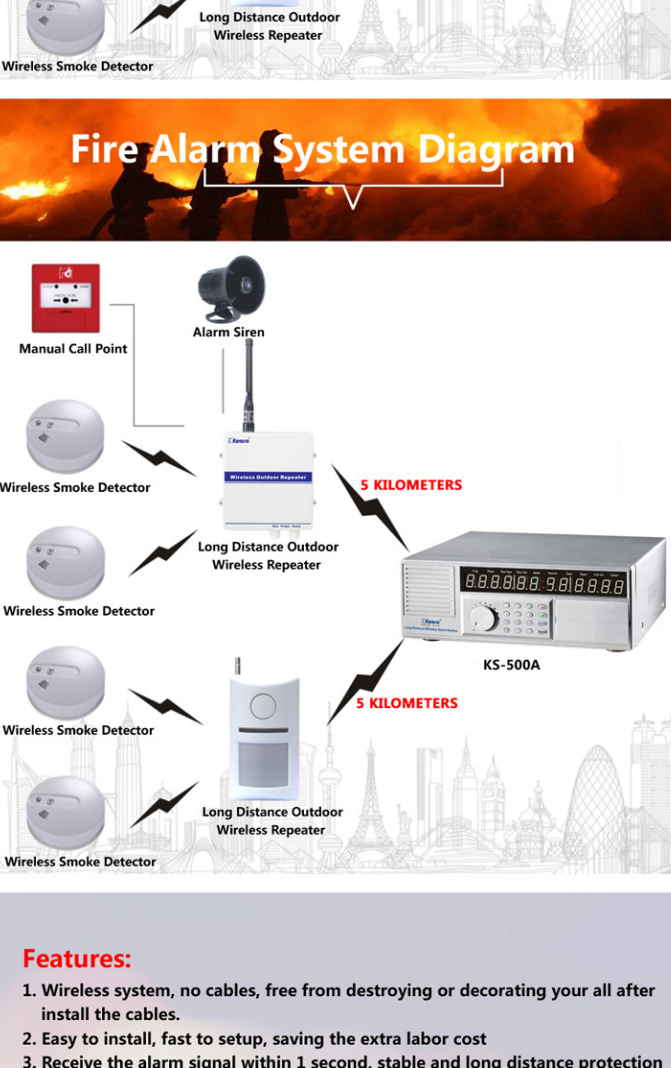 Long Distance Outdoor
Wireless Repeater
Wireless Smoke Detector
Fire Alarm System Diagram
Manual Call Point
Alarm Siren
Wireless Smoke Detector
Wireless Outdoor Repeater
5 KILOMETERS
Long Distance Outdoor
Wireless Repeater
Wireless Smoke Detector
KS-500A
Wireless Smoke Detector
5 KILOMETERS
Long Distance Outdoor
Wireless Repeater
Wireless Smoke Detector
Features:
1. Wireless system, no cables, free from destroying or decorating your all after
install the cables.
2. Easy to install, fast to setup, saving the extra labor cost
3. Receive the alarm signal within 1 second, stable and long distance protection